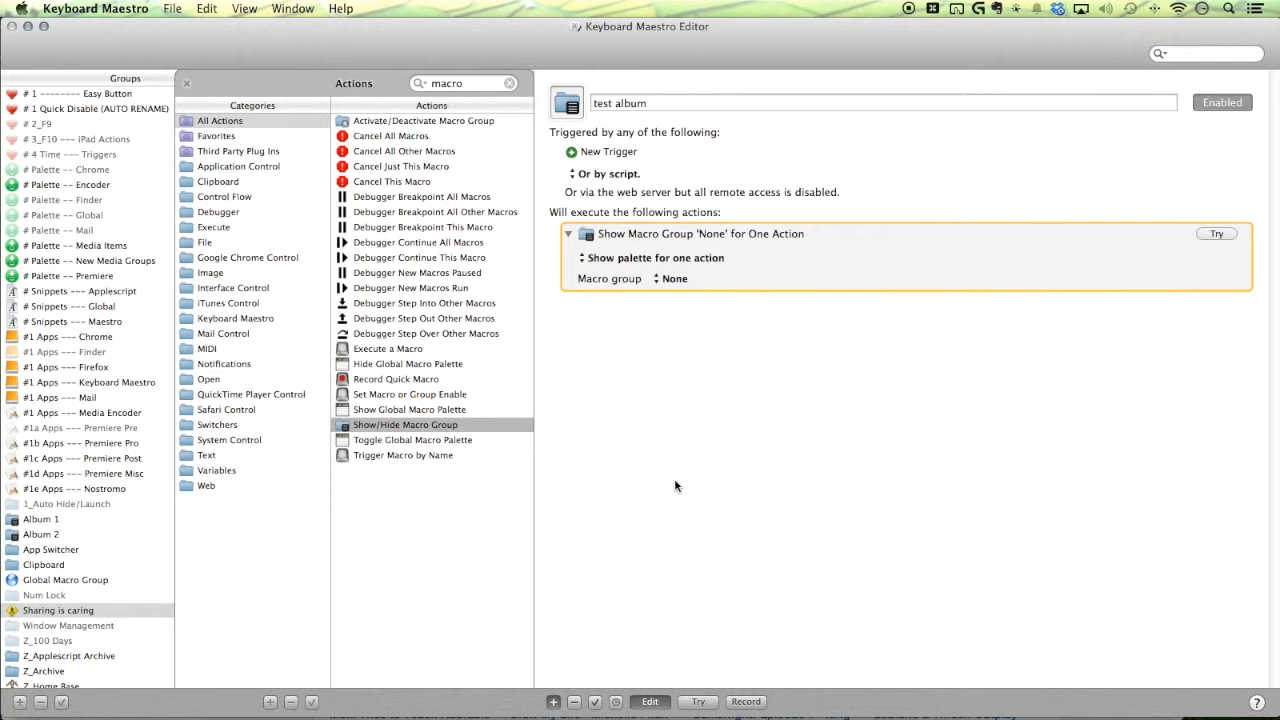 Keyboard Maestro File Edit View Window Help
Keyboard Maestro Editor
Groups
# 1 -------- Easy Button
# 1 Quick Disable (AUTO RENAME)
# 2_F9
# 3_F10 --- iPad Actions
# 4 Time --- Triggers
# Palette -- Chrome
# Palette -- Encoder
# Palette -- Finder
# Palette -- Global
# Palette -- Mail
# Palette -- Media Items
# Palette -- New Media Groups
# Palette -- Premiere
# Snippets -- Applescript
# Snippets -- Global
# Snippets -- Maestro
#1 Apps --- Chrome
#1 Apps --- Finder
#1 Apps --- Firefox
#1 Apps --- Keyboard Maestro
#1 Apps --- Mail
#1 Apps --- Media Encoder
#1a Apps --- Premiere Pre
#1b Apps --- Premiere Pro
#1c Apps --- Premiere Post
#1d Apps --- Premiere Misc
#1e Apps --- Nostromo
1_Auto Hide/Launch
Album 1
Album 2
App Switcher
Clipboard
Global Macro Group
Num Lock
Sharing is caring
Window Management
Z_100 Days
Z_Applescript Archive
Z_Archive
Z_Home Base
Actions
macro
Categories
All Actions
Favorites
Third Party Plug Ins
Application Control
Clipboard
Control Flow
Debugger
Execute
File
Google Chrome Control
Image
Interface Control
iTunes Control
Keyboard Maestro
Mail Control
MIDI
Notifications
Open
QuickTime Player Control
Safari Control
Switchers
System Control
Text
Variables
Web
Actions
Activate/Deactivate Macro Group
Cancel All Macros
Cancel All Other Macros
Cancel Just This Macro
Cancel This Macro
Debugger Breakpoint All Macros
Debugger Breakpoint All Other Macros
Debugger Breakpoint This Macro
Debugger Continue All Macros
Debugger Continue This Macro
Debugger New Macros Paused
Debugger New Macros Run
Debugger Step Into Other Macros
Debugger Step Out Other Macros
Debugger Step Over Other Macros
Execute a Macro
Hide Global Macro Palette
Record Quick Macro
Set Macro or Group Enable
Show Global Macro Palette
Show/Hide Macro Group
Toggle Global Macro Palette
Trigger Macro by Name
test album
Enabled
Triggered by any of the following:
New Trigger
Or by script.
Or via the web server but all remote access is disabled.
Will execute the following actions:
Show Macro Group 'None' for One Action
Try
Show palette for one action
Macro group None
Edit Try Record